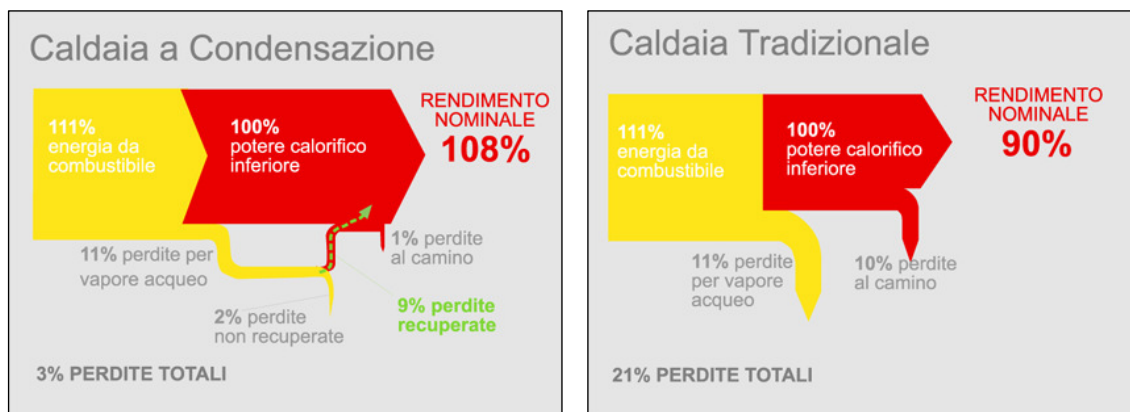 Caldaia a Condensazione
111%
energia da
combustibile
100%
potere calorifico
inferiore
RENDIMENTO
NOMINALE
108%
11% perdite per
vapore acqueo
1% perdite
al camino
2% perdite
non recuperate
9% perdite
recuperate
3% PERDITE TOTALI
Caldaia Tradizionale
111%
energia da
combustibile
100%
potere calorifico
inferiore
RENDIMENTO
NOMINALE
90%
11% perdite
per vapore
acqueo
10% perdite
al camino
21% PERDITE TOTALI